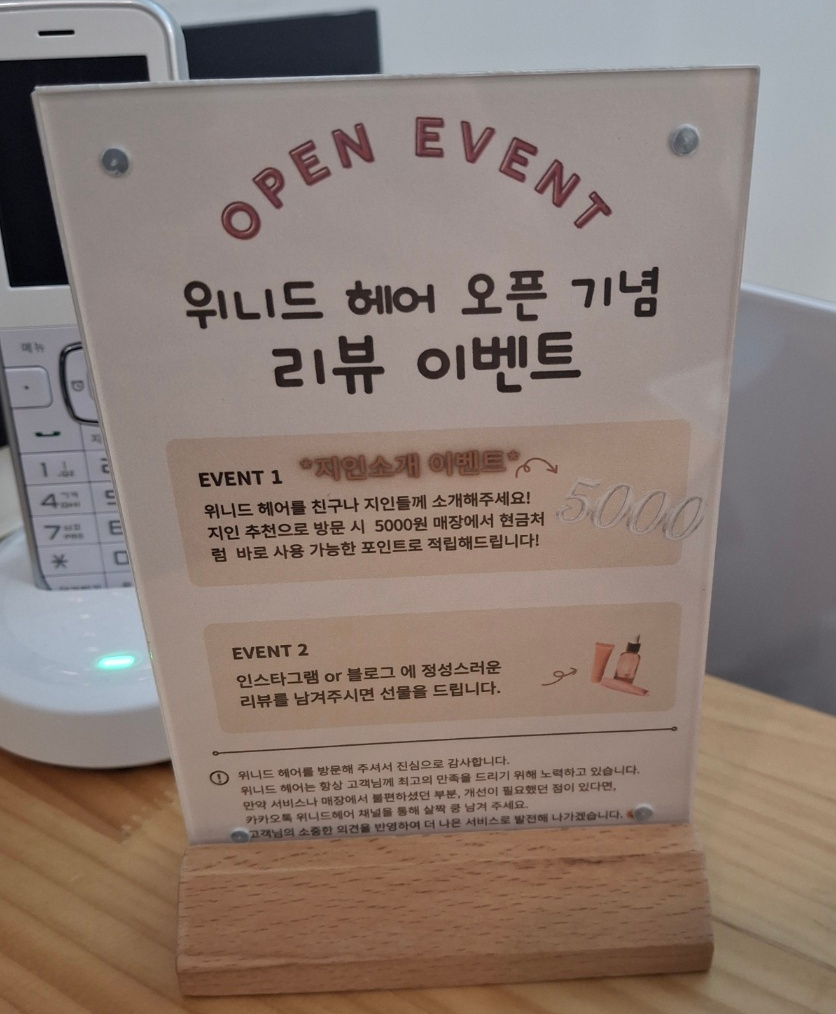 OPEN EVENT
위니드 헤어 오픈 기념
리뷰 이벤트
EVENT 1 *지인소개 이벤트*
위니드 헤어를 친구나 지인들께 소개해주세요!
지인 추천으로 방문 시 5000원 매장에서 현금처
럼 바로 사용 가능한 포인트로 적립해드립니다!
5000
EVENT 2
인스타그램 or 블로그 에 정성스러운
리뷰를 남겨주시면 선물을 드립니다.
위니드 헤어를 방문해 주셔서 진심으로 감사합니다.
위니드 헤어는 항상 고객님께 최고의 만족을 드리기 위해 노력하고 있습니다.
만약 서비스나 매장에서 불편하셨던 부분, 개선이 필요했던 점이 있다면,
카카오톡 위니드헤어 채널을 통해 살짝 쿵 남겨 주세요.
고객님의 소중한 의견을 반영하여 더 나은 서비스로 발전해 나가겠습니다.
메뉴
1
4
7
*